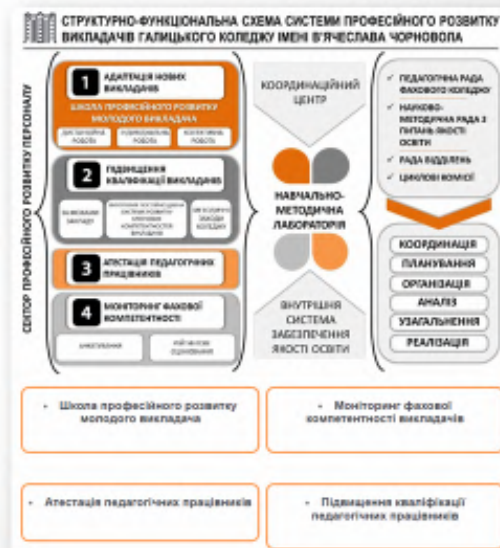 СТРУКТУРНО-ФУНКЦІОНАЛЬНА СХЕМА СИСТЕМИ ПРОФЕСІЙНОГО РОЗВИТКУ
ВИКЛАДАЧІВ ГАЛИЦЬКОГО КОЛЕДЖУ ІМЕНІ В'ЯЧЕСЛАВА ЧОРНОВОЛА
СЕКТОР ПРОФЕСІЙНОГО РОЗВИТКУ ПЕРСОНАЛУ
1 АДАПТАЦІЯ НОВИХ
ВИКЛАДАЧІВ
ШКОЛА ПРОФЕСІЙНОГО РОЗВИТКУ
МОЛОДОГО ВИКЛАДАЧА
РОБОТА
РОБОТА
РОБОТА
2 ПІДВИЩЕННЯ
КВАЛІФІКАЦІЇ ВИКЛАДАЧІВ
3 АТЕСТАЦІЯ ПЕДАГОГІЧНИХ
ПРАЦІВНИКІВ
4 МОНІТОРИНГ ФАХОВОЇ
КОМПЕТЕНТНОСТІ
КООРДИНАЦІЙНИЙ
ЦЕНТР
НАВЧАЛЬНО-
МЕТОДИЧНА
ЛАБОРАТОРІЯ
ВНУТРІШНЯ
СИСТЕМА
ЗАБЕЗПЕЧЕННЯ
ЯКОСТІ ОСВІТИ
✓ ПЕДАГОГІЧНА РАДА
ФАХОВОГО КОЛЕДЖУ
✓ НАУКОВО-
МЕТОДИЧНА РАДА З
ПИТАНЬ ЯКОСТІ
ОСВІТИ
✓ РАДА ВІДДІЛЕНЬ
✓ ЦИКЛОВІ КОМІСІЇ
КООРДИНАЦІЯ
ПЛАНУВАННЯ
ОРГАНІЗАЦІЯ
АНАЛІЗ
УЗАГАЛЬНЕННЯ
РЕАЛІЗАЦІЯ
• Школа професійного розвитку
молодого викладача
• Моніторинг фахової
компетентності викладачів
• Атестація педагогічних працівників
• Підвищення кваліфікації
педагогічних працівників